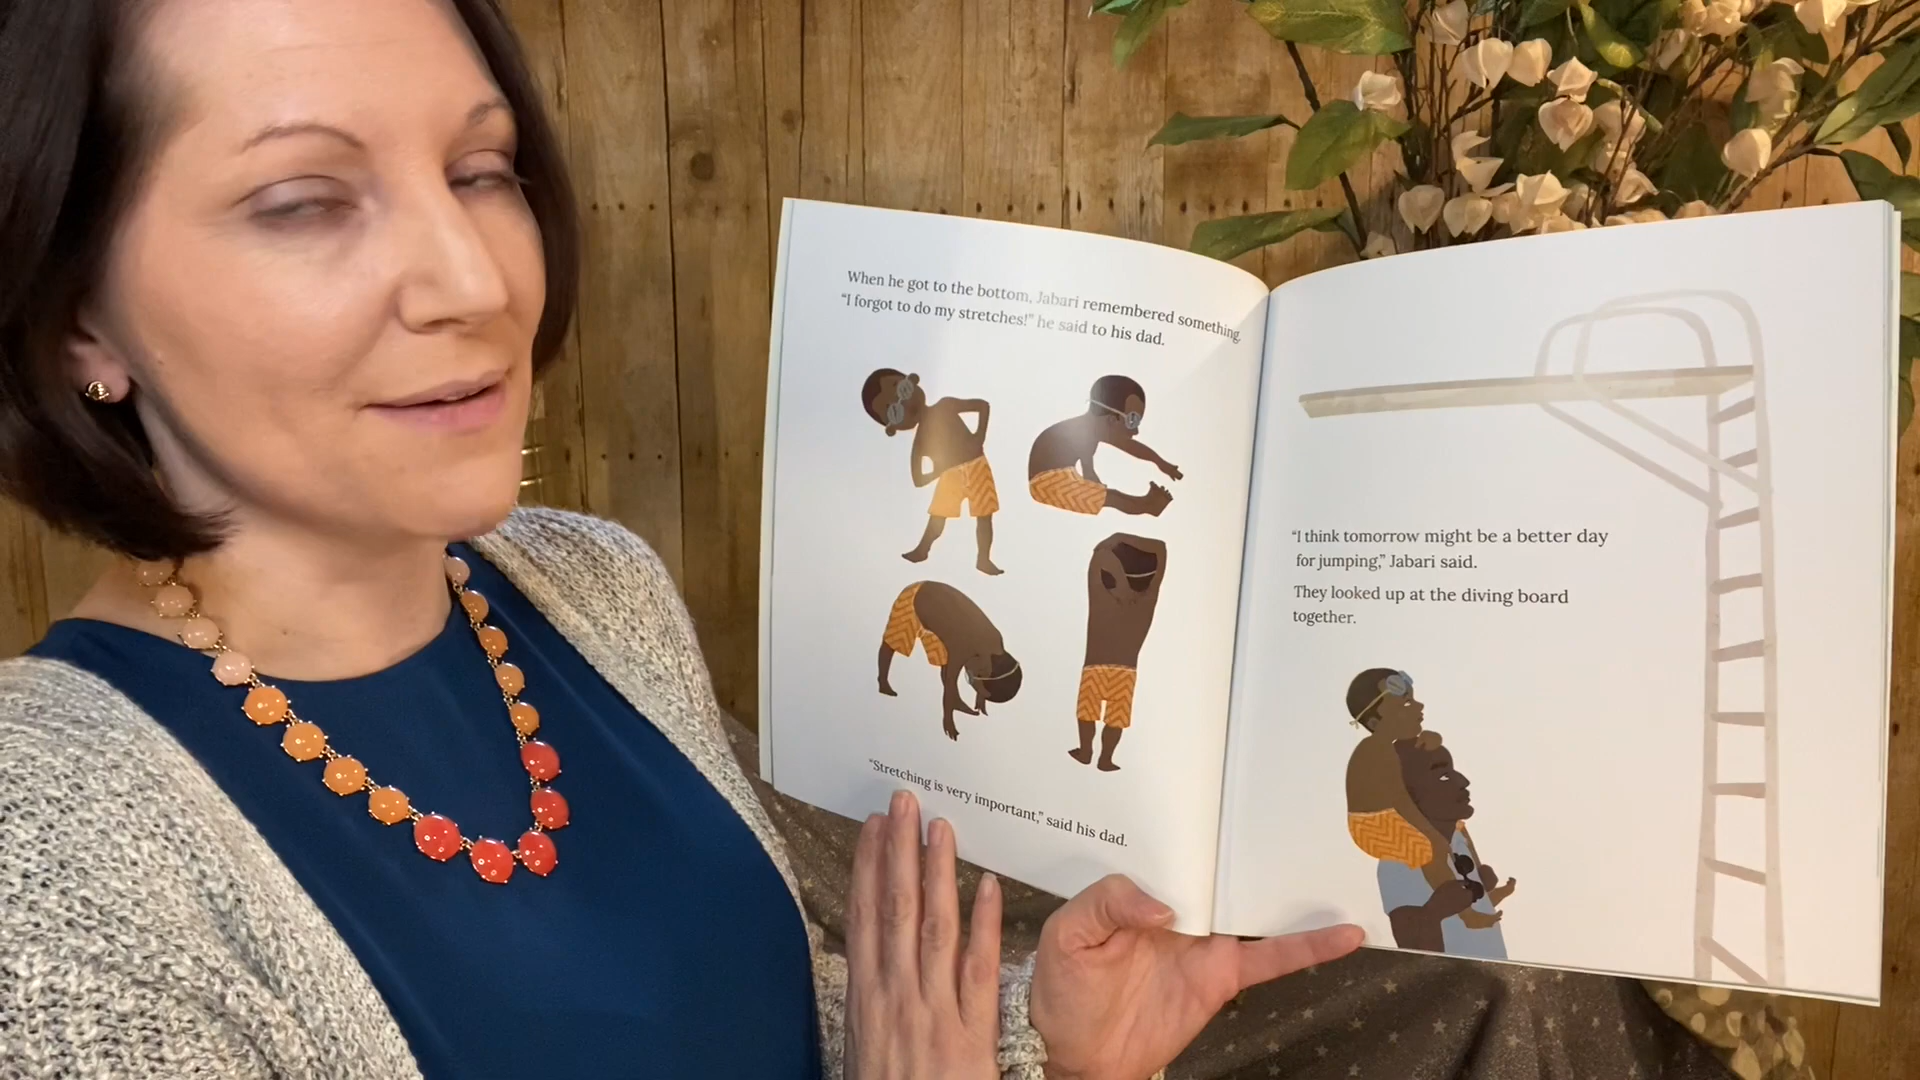 When he got to the bottom, Jabari remembered something.
“I forgot to do my stretches!” he said to his dad.
“Stretching is very important,” said his dad.
“I think tomorrow might be a better day
for jumping,” Jabari said.
They looked up at the diving board
together.